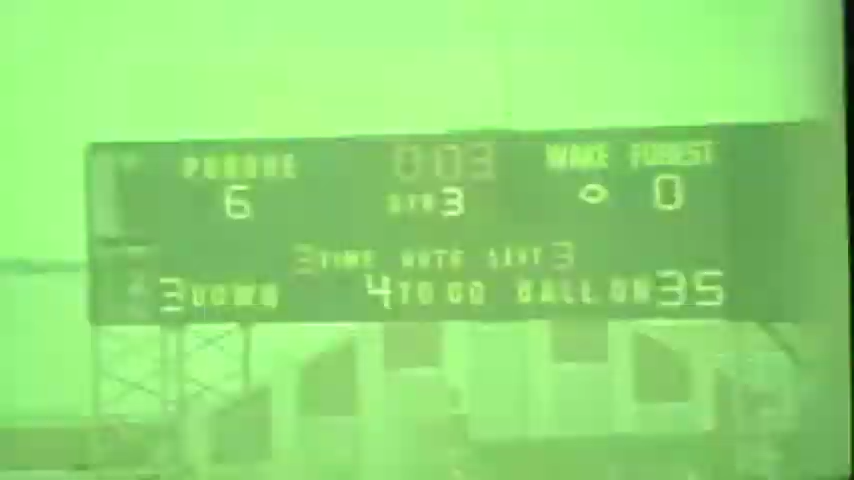 PURDUE 0:03 WAKE FOREST
6 QTR 3 0
3 TIME OUTS LEFT 3
3 DOWN 4 TO GO BALL ON 35